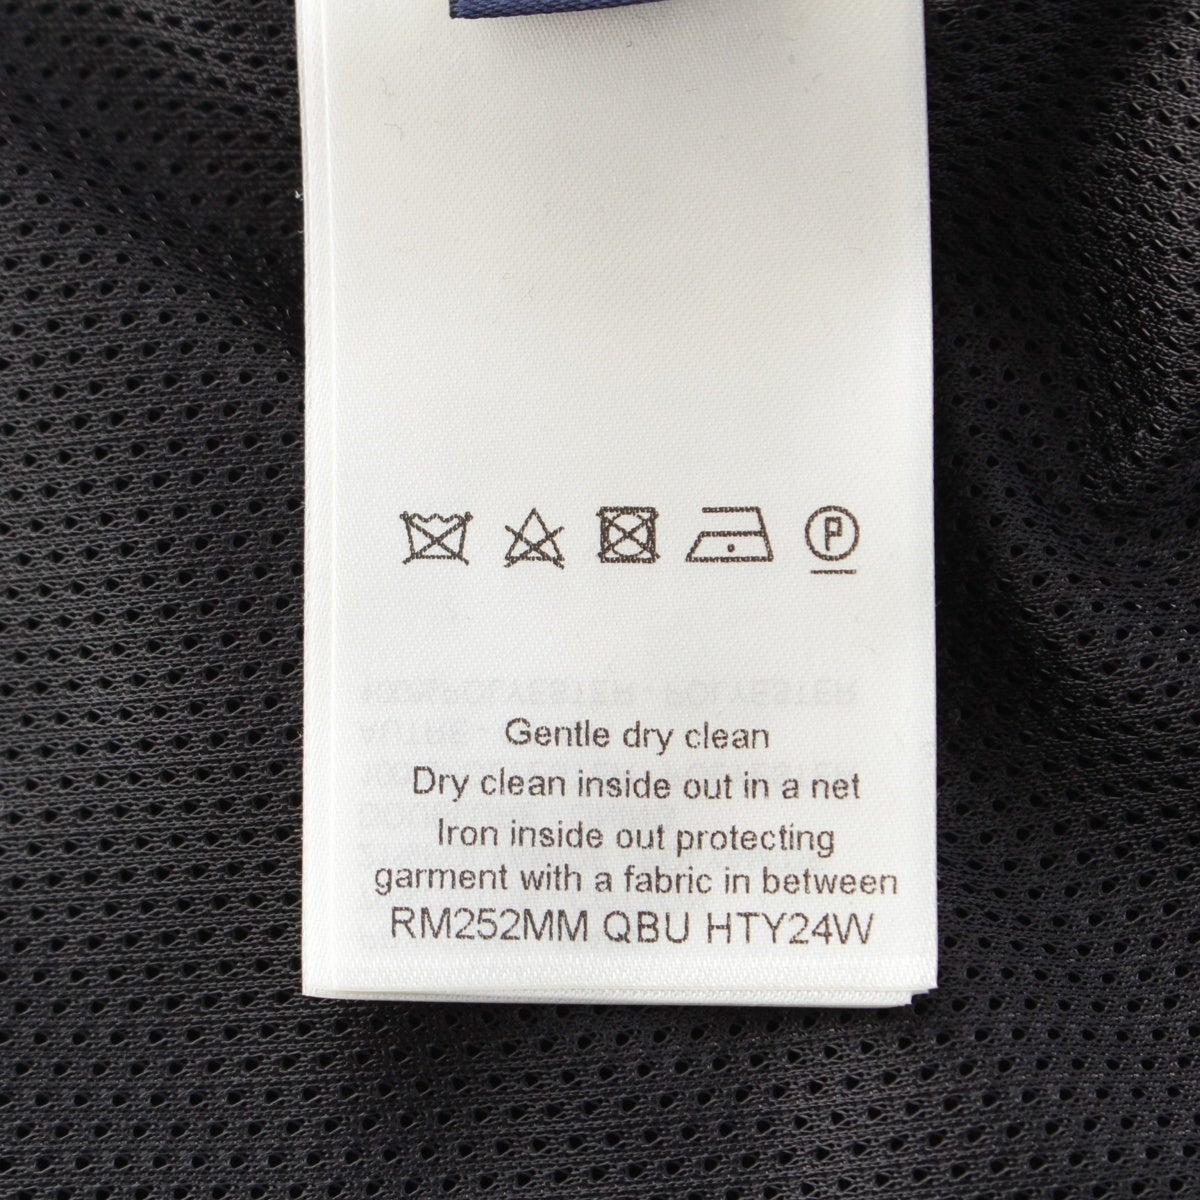 P
Gentle dry clean
Dry clean inside out in a net
Iron inside out protecting
garment with a fabric in between
RM252MM QBU HTY24W